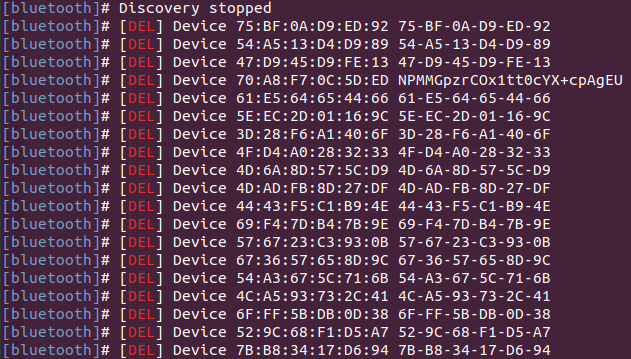 [bluetooth]# Discovery stopped
[bluetooth]# [DEL] Device 75:BF:0A:D9:ED:92 75-BF-0A-D9-ED-92
[bluetooth]# [DEL] Device 54:A5:13:D4:D9:89 54-A5-13-D4-D9-89
[bluetooth]# [DEL] Device 47:D9:45:D9:FE:13 47-D9-45-D9-FE-13
[bluetooth]# [DEL] Device 70:A8:F7:0C:5D:ED NPMMGpzrCOx1tt0cYX+cpAgEU
[bluetooth]# [DEL] Device 61:E5:64:65:44:66 61-E5-64-65-44-66
[bluetooth]# [DEL] Device 5E:EC:2D:01:16:9C 5E-EC-2D-01-16-9C
[bluetooth]# [DEL] Device 3D:28:F6:A1:40:6F 3D-28-F6-A1-40-6F
[bluetooth]# [DEL] Device 4F:D4:A0:28:32:33 4F-D4-A0-28-32-33
[bluetooth]# [DEL] Device 4D:6A:8D:57:5C:D9 4D-6A-8D-57-5C-D9
[bluetooth]# [DEL] Device 4D:AD:FB:8D:27:DF 4D-AD-FB-8D-27-DF
[bluetooth]# [DEL] Device 44:43:F5:C1:B9:4E 44-43-F5-C1-B9-4E
[bluetooth]# [DEL] Device 69:F4:7D:B4:7B:9E 69-F4-7D-B4-7B-9E
[bluetooth]# [DEL] Device 57:67:23:C3:93:0B 57-67-23-C3-93-0B
[bluetooth]# [DEL] Device 67:36:57:65:8D:9C 67-36-57-65-8D-9C
[bluetooth]# [DEL] Device 54:A3:67:5C:71:6B 54-A3-67-5C-71-6B
[bluetooth]# [DEL] Device 4C:A5:93:73:2C:41 4C-A5-93-73-2C-41
[bluetooth]# [DEL] Device 6F:FF:5B:DB:0D:38 6F-FF-5B-DB-0D-38
[bluetooth]# [DEL] Device 52:9C:68:F1:D5:A7 52-9C-68-F1-D5-A7
[bluetooth]# [DEL] Device 7B:B8:34:17:D6:94 7B-B8-34-17-D6-94